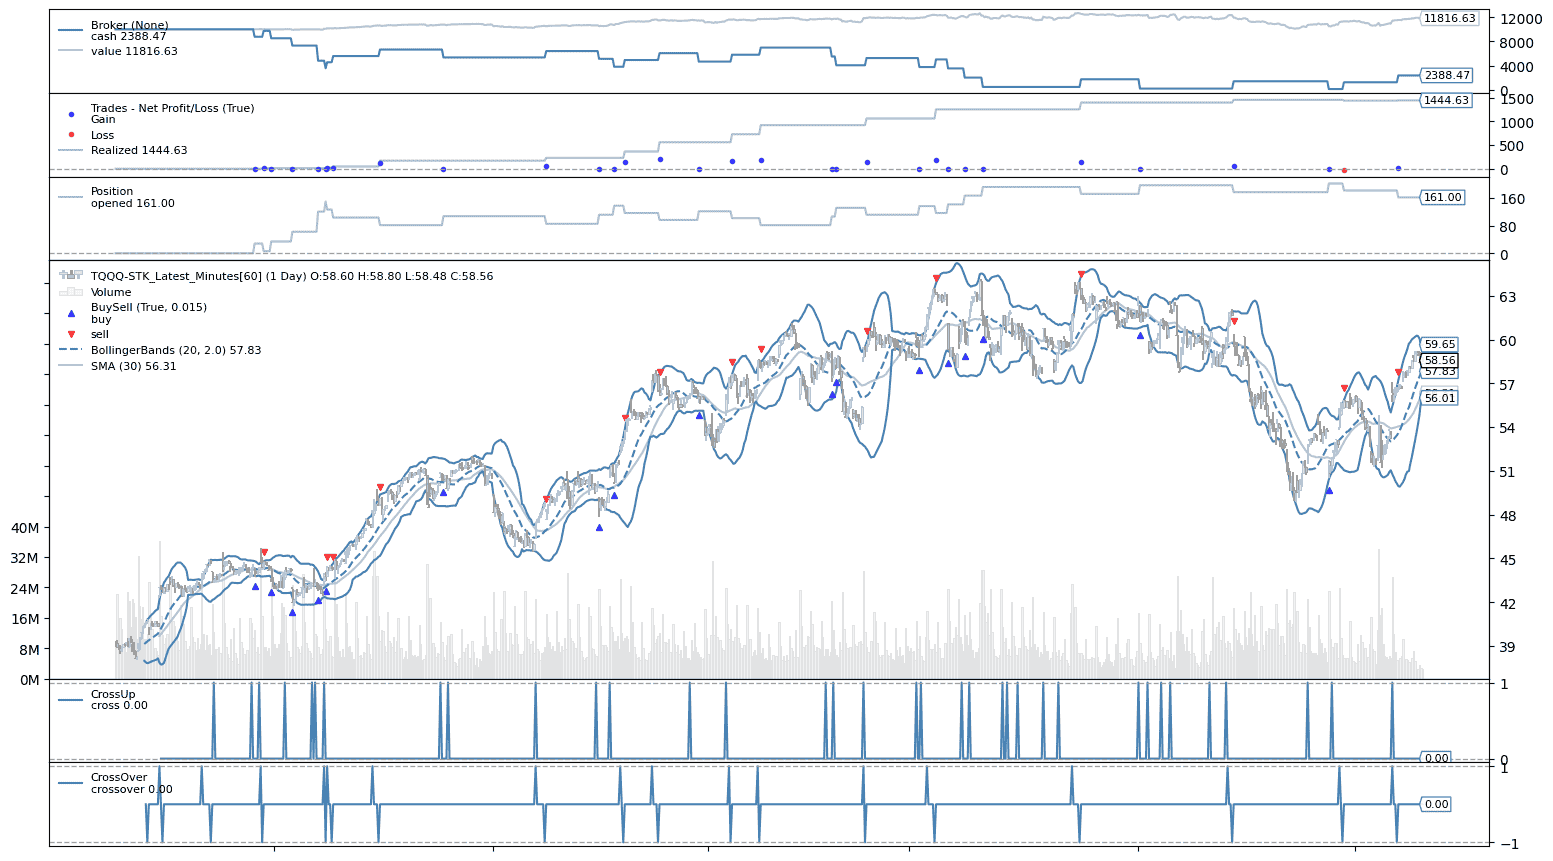 Broker (None)
cash 2388.47
value 11816.63
11816.63
12000
8000
4000
2388.47
0
Trades - Net Profit/Loss (True)
Gain
Loss
Realized 1444.63
1444.63
1500
1000
500
0
Position
opened 161.00
161.00
160
80
0
TQQQ-STK_Latest_Minutes[60] (1 Day) O:58.60 H:58.80 L:58.48 C:58.56
Volume
BuySell (True, 0.015)
buy
sell
BollingerBands (20, 2.0) 57.83
SMA (30) 56.31
63
60
59.65
58.56
57.83
57
56.01
54
51
48
45
42
39
40M
32M
24M
16M
8M
0M
CrossUp
cross 0.00
1
0.00
0
CrossOver
crossover 0.00
1
0.00
−1